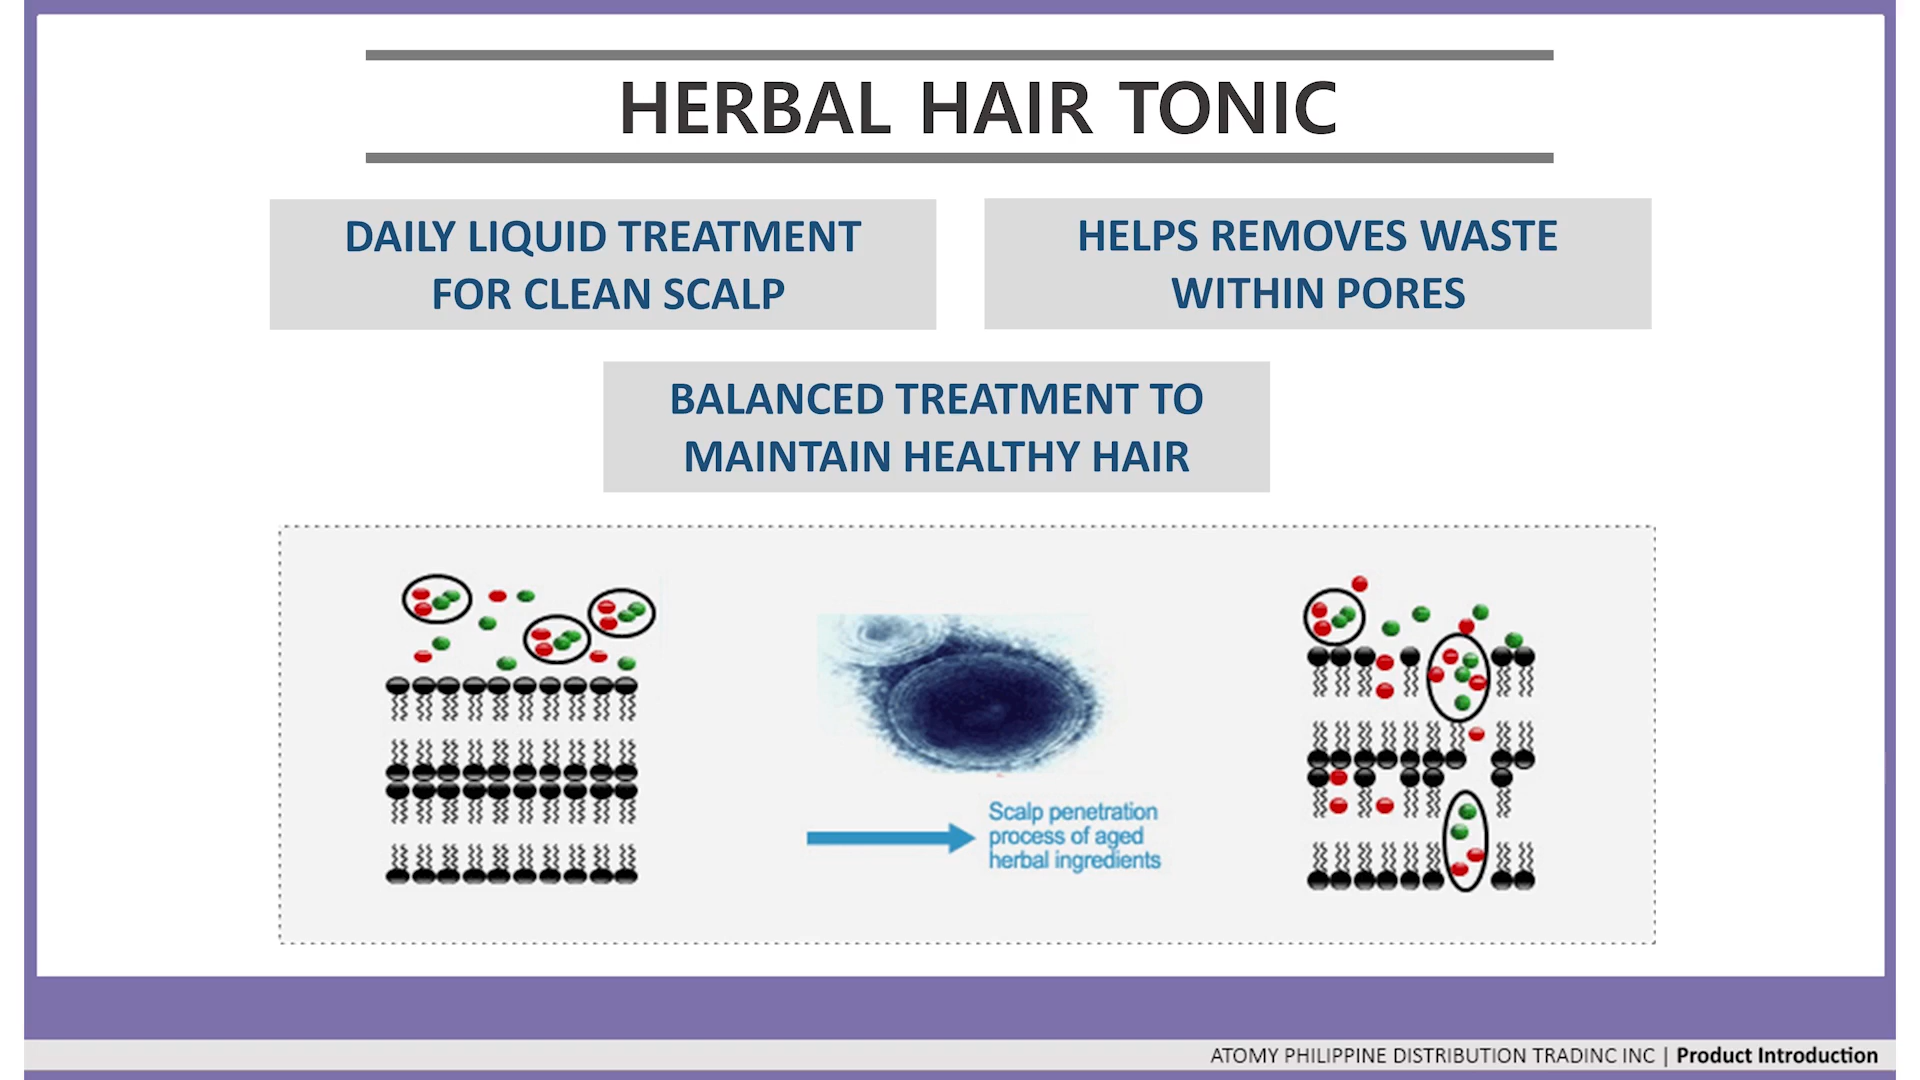 HERBAL HAIR TONIC
DAILY LIQUID TREATMENT
FOR CLEAN SCALP
HELPS REMOVES WASTE
WITHIN PORES
BALANCED TREATMENT TO
MAINTAIN HEALTHY HAIR
Scalp penetration
process of aged
herbal ingredients
ATOMY PHILIPPINE DISTRIBUTION TRADINC INC | Product Introduction